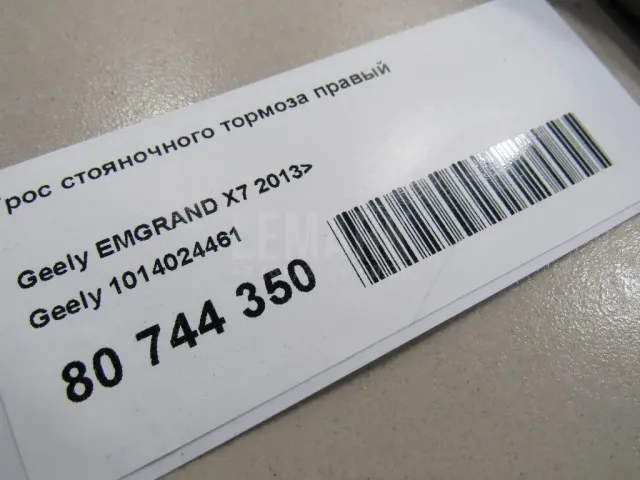 рос стояночного тормоза правый
Geely EMGRAND X7 2013>
Geely 1014024461
80 744 350